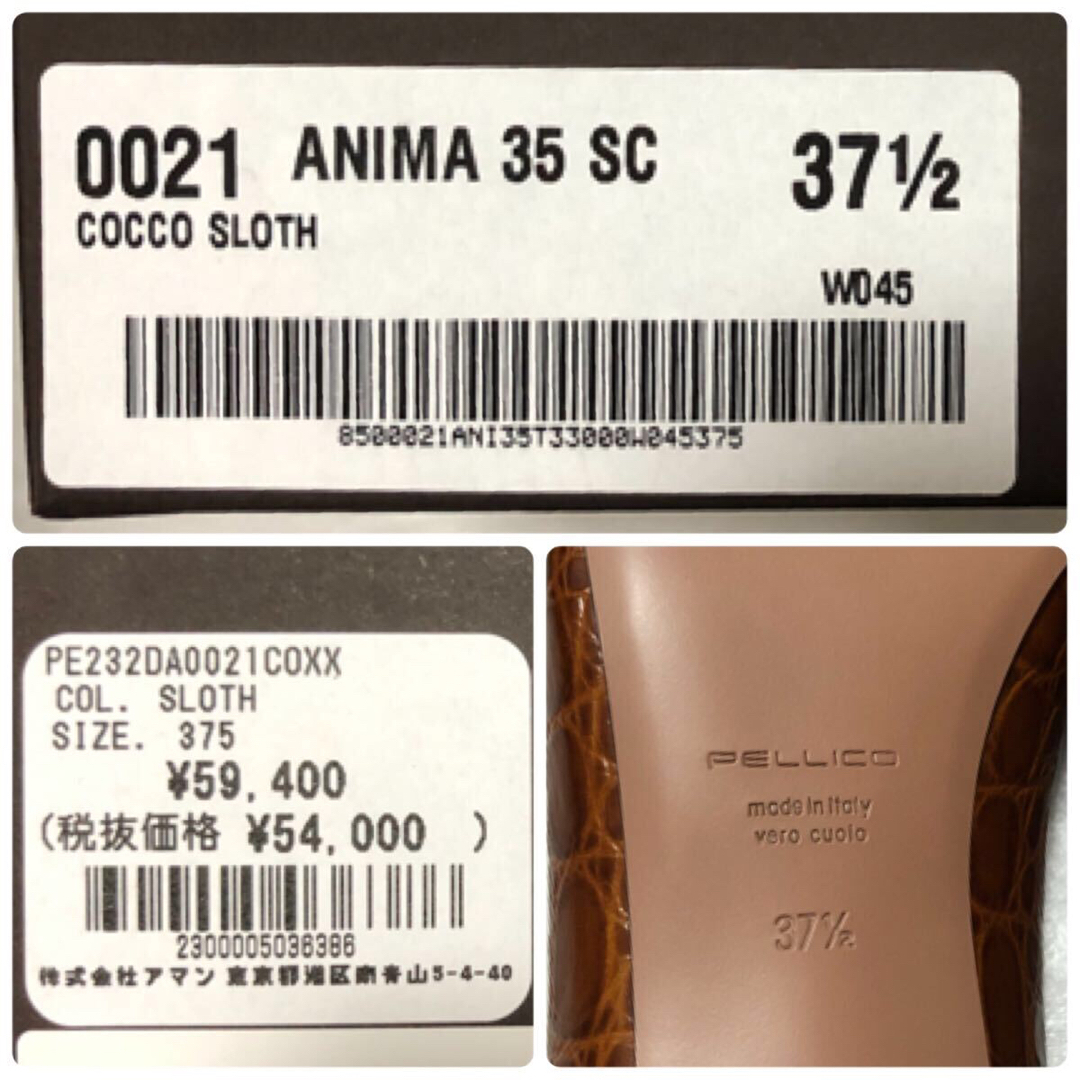 0021 ANIMA 35 SC 37½
COCCO SLOTH
W045
8500021ANI35T33000W045375
PE232DA0021COXX
COL. SLOTH
SIZE. 375
¥59,400
(税抜価格 ¥54,000 )
2300005036386
株式会社アマン 東京都港区南青山5-4-40
PELLICO
made in italy
vero cuoio
37½